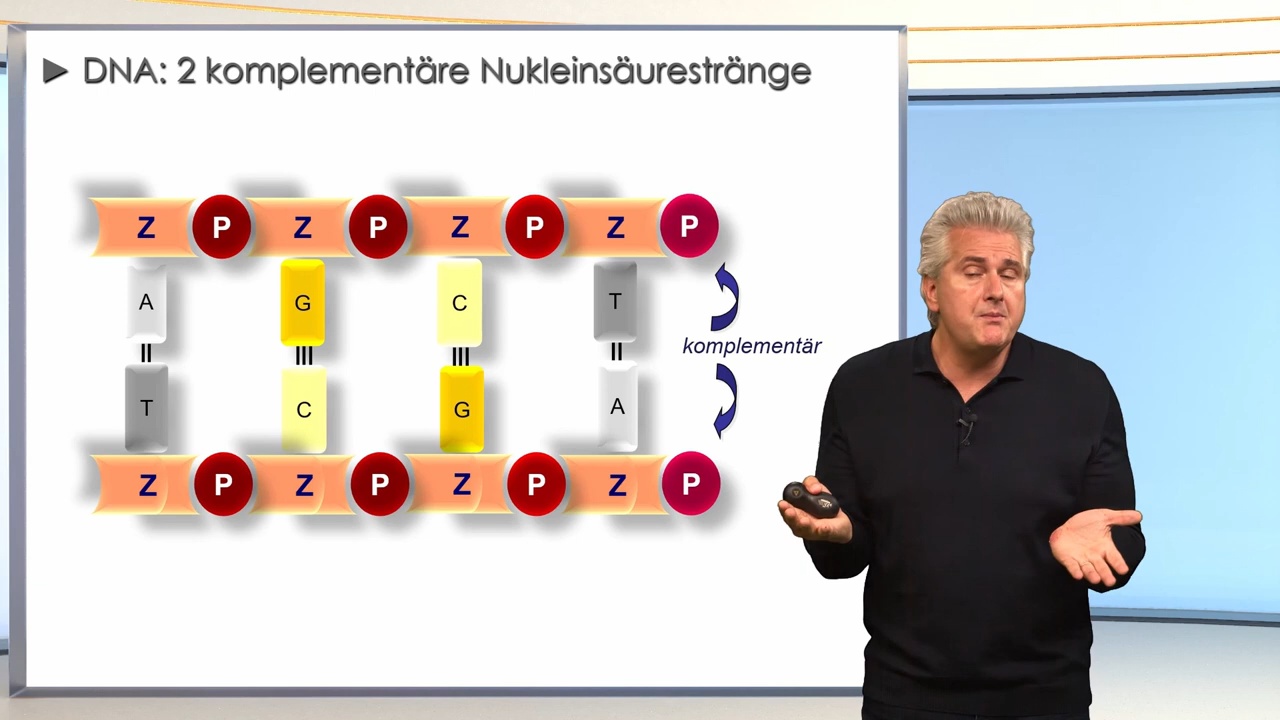 ► DNA: 2 komplementäre Nukleinsäurestränge
Z P Z P Z P Z P
A G C T
komplementär
T C G A
Z P Z P Z P Z P